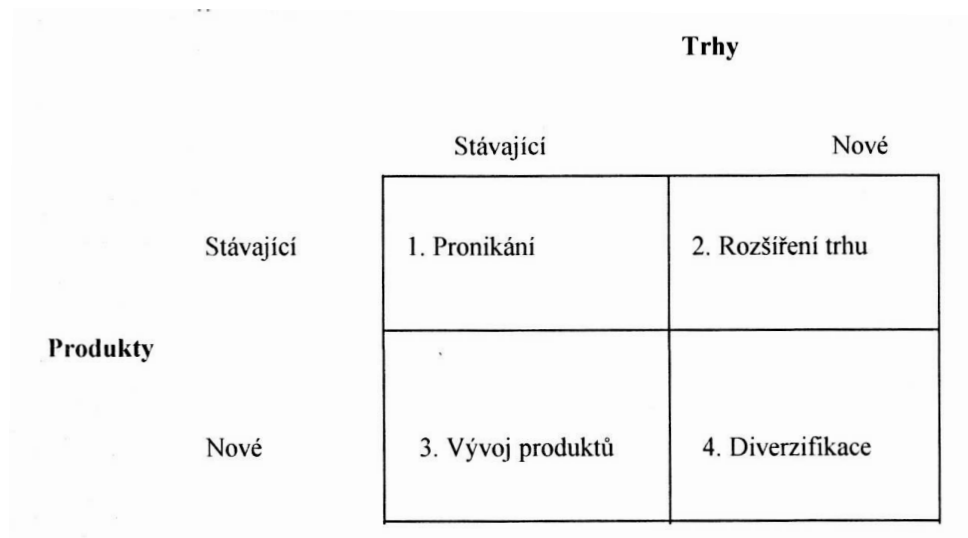 Trhy
Stávající Nové
Stávající 1. Pronikání 2. Rozšíření trhu
Produkty
Nové 3. Vývoj produktů 4. Diverzifikace